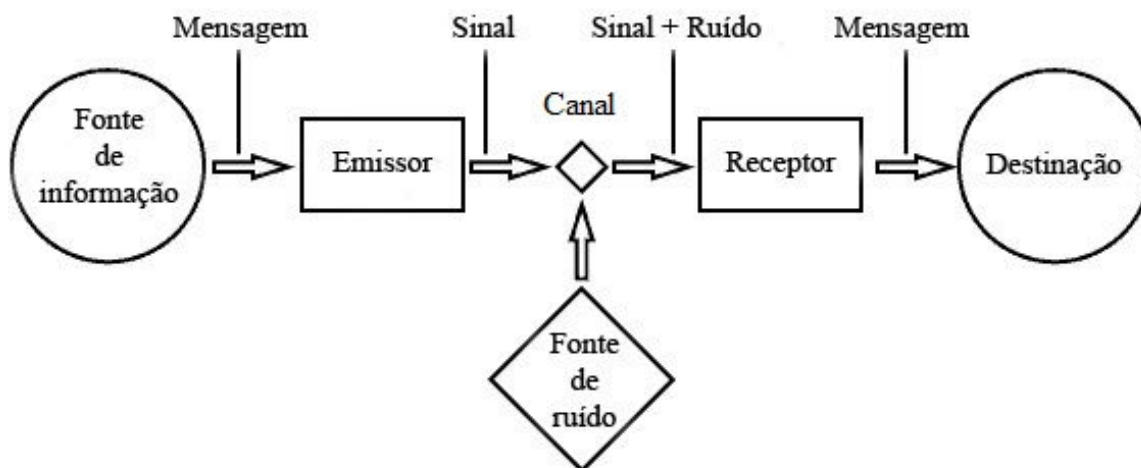 Mensagem
Sinal
Sinal + Ruído
Mensagem
Canal
Fonte
de
informação
Emissor
Receptor
Destinação
Fonte
de
ruído